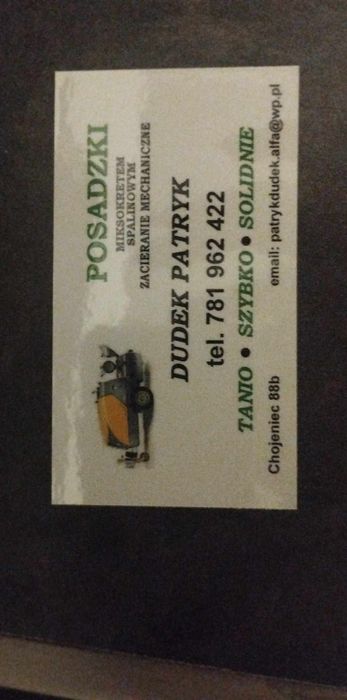 POSADZKI
MIKSOKRETEM
SPALINOWYM
ZACIERANIE MECHANICZNE
DUDEK PATRYK
tel. 781 962 422
TANIO • SZYBKO • SOLIDNIE
Chojeniec 88b email: patrykdudek.alfa@wp.pl